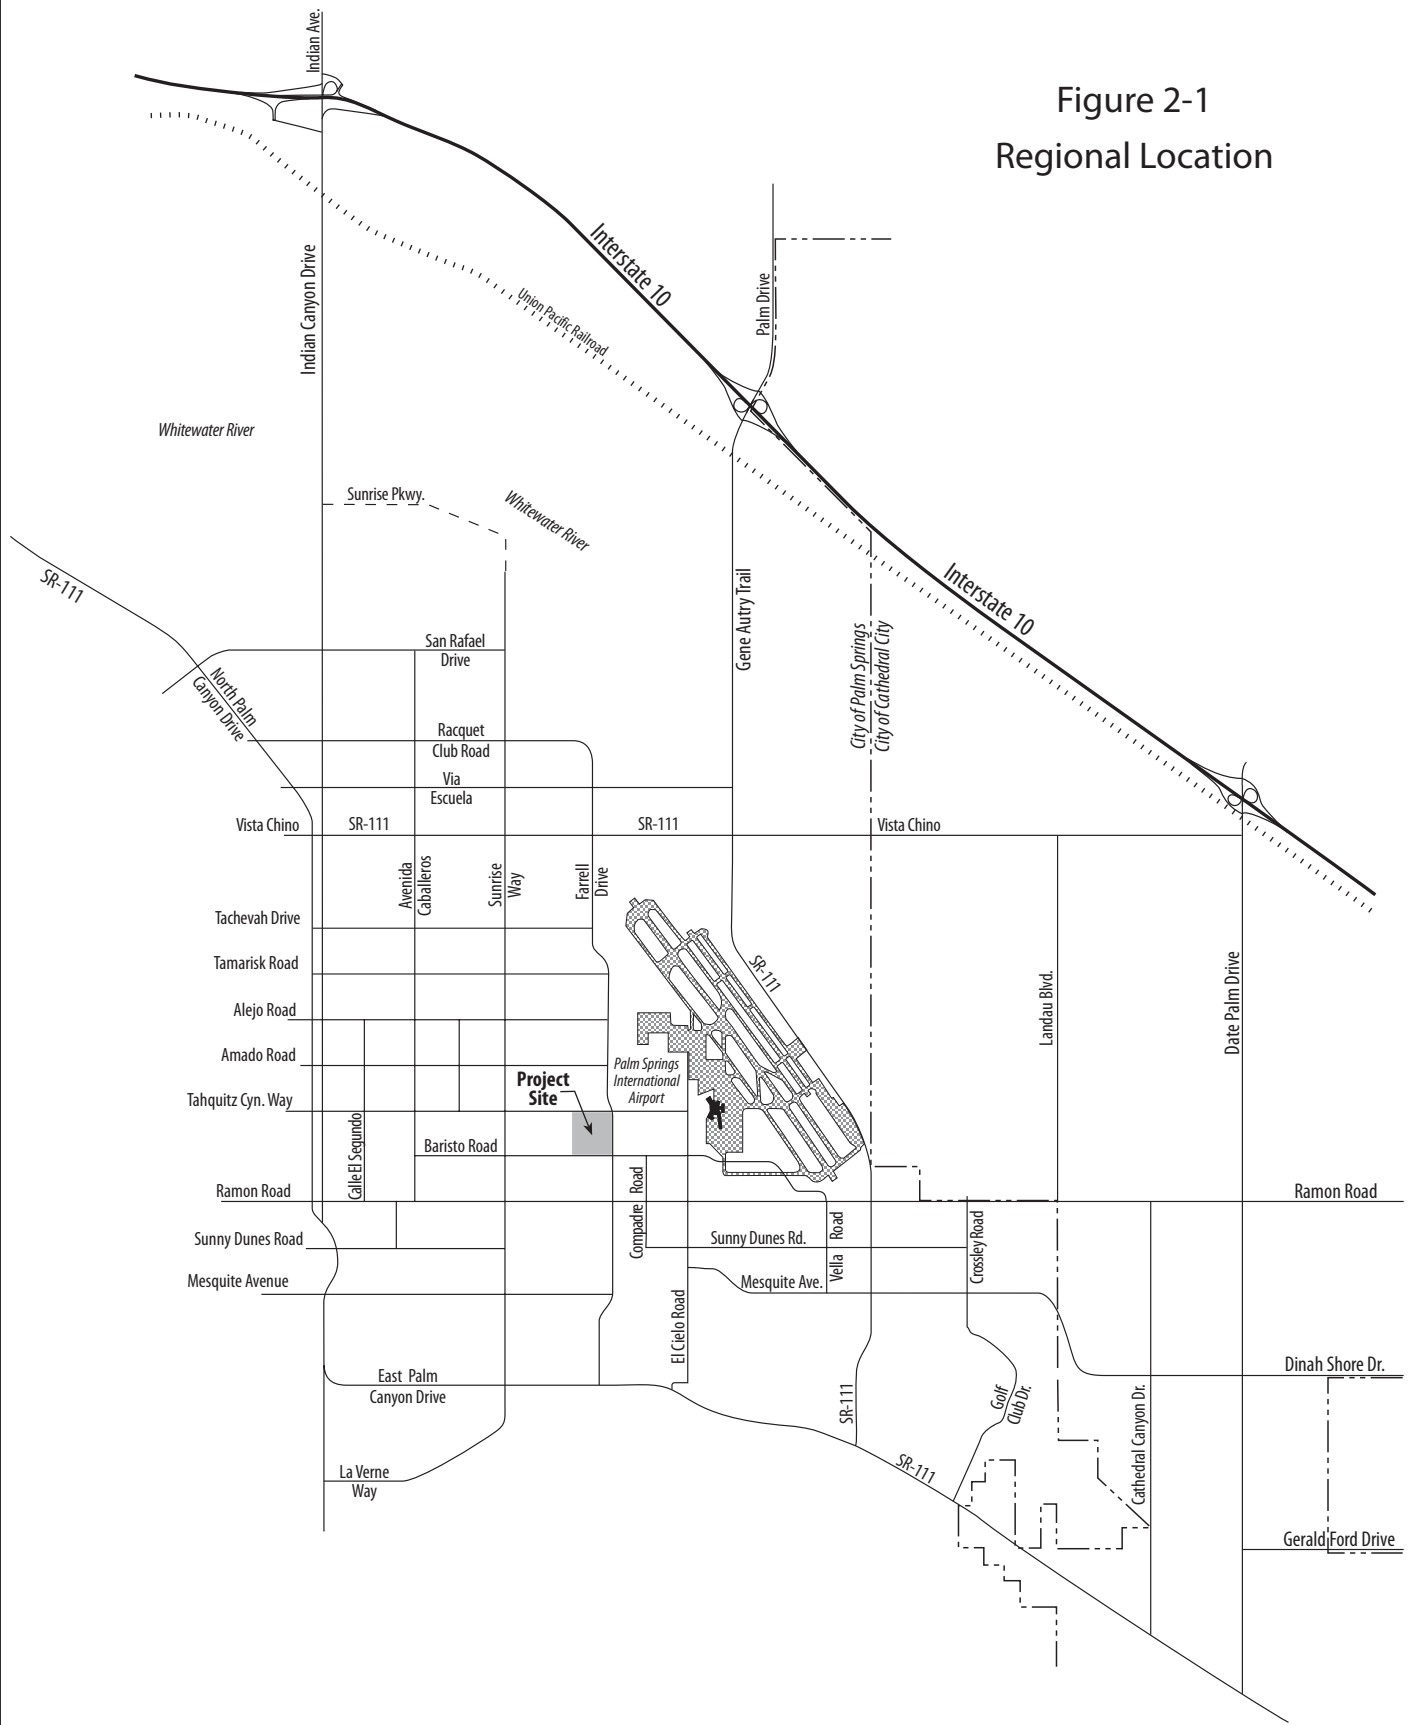 Indian Ave.
Figure 2-1
Regional Location
Interstate 10
Indian Canyon Drive
Union Pacific Railroad
Palm Drive
Whitewater River
Sunrise Pkwy.
Whitewater River
SR-111
Gene Autry Trail
Interstate 10
City of Palm Springs
City of Cathedral City
San Rafael
Drive
North Palm
Canyon Drive
Racquet
Club Road
Via
Escuela
Vista Chino
SR-111
SR-111
Vista Chino
Avenida
Caballeros
Sunrise
Way
Farrell
Drive
Tachevah Drive
Tamarisk Road
SR-111
Landau Blvd.
Date Palm Drive
Alejo Road
Amado Road
Palm Springs
International
Airport
Project
Site
Tahquitz Cyn. Way
Calle El Segundo
Baristo Road
Ramon Road
Compadre Road
Ramon Road
Sunny Dunes Road
Sunny Dunes Rd.
Vella Road
Crossley Road
Mesquite Avenue
Mesquite Ave.
El Cielo Road
East Palm
Canyon Drive
Dinah Shore Dr.
SR-111
Golf
Club Dr.
Cathedral Canyon Dr.
SR-111
La Verne
Way
Gerald Ford Drive